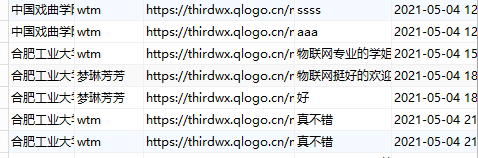 中国戏曲学 wtm https://thirdwx.qlogo.cn/r ssss 2021-05-04 12
中国戏曲学 wtm https://thirdwx.qlogo.cn/r aaa 2021-05-04 12
合肥工业大 wtm https://thirdwx.qlogo.cn/r 物联网专业的学姐 2021-05-04 15
合肥工业大 梦琳芳芳 https://thirdwx.qlogo.cn/r 物联网挺好的欢迎 2021-05-04 18
合肥工业大 梦琳芳芳 https://thirdwx.qlogo.cn/r 好 2021-05-04 18
合肥工业大 wtm https://thirdwx.qlogo.cn/r 真不错 2021-05-04 21
合肥工业大 wtm https://thirdwx.qlogo.cn/r 真不错 2021-05-04 21